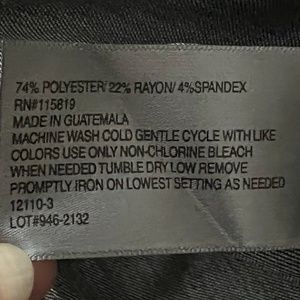 74% POLYESTER/ 22% RAYON/ 4%SPANDEX
RN#115819
MADE IN GUATEMALA
MACHINE WASH COLD GENTLE CYCLE WITH LIKE
COLORS USE ONLY NON-CHLORINE BLEACH
WHEN NEEDED TUMBLE DRY LOW REMOVE
PROMPTLY IRON ON LOWEST SETTING AS NEEDED
12110-3
LOT#946-2132